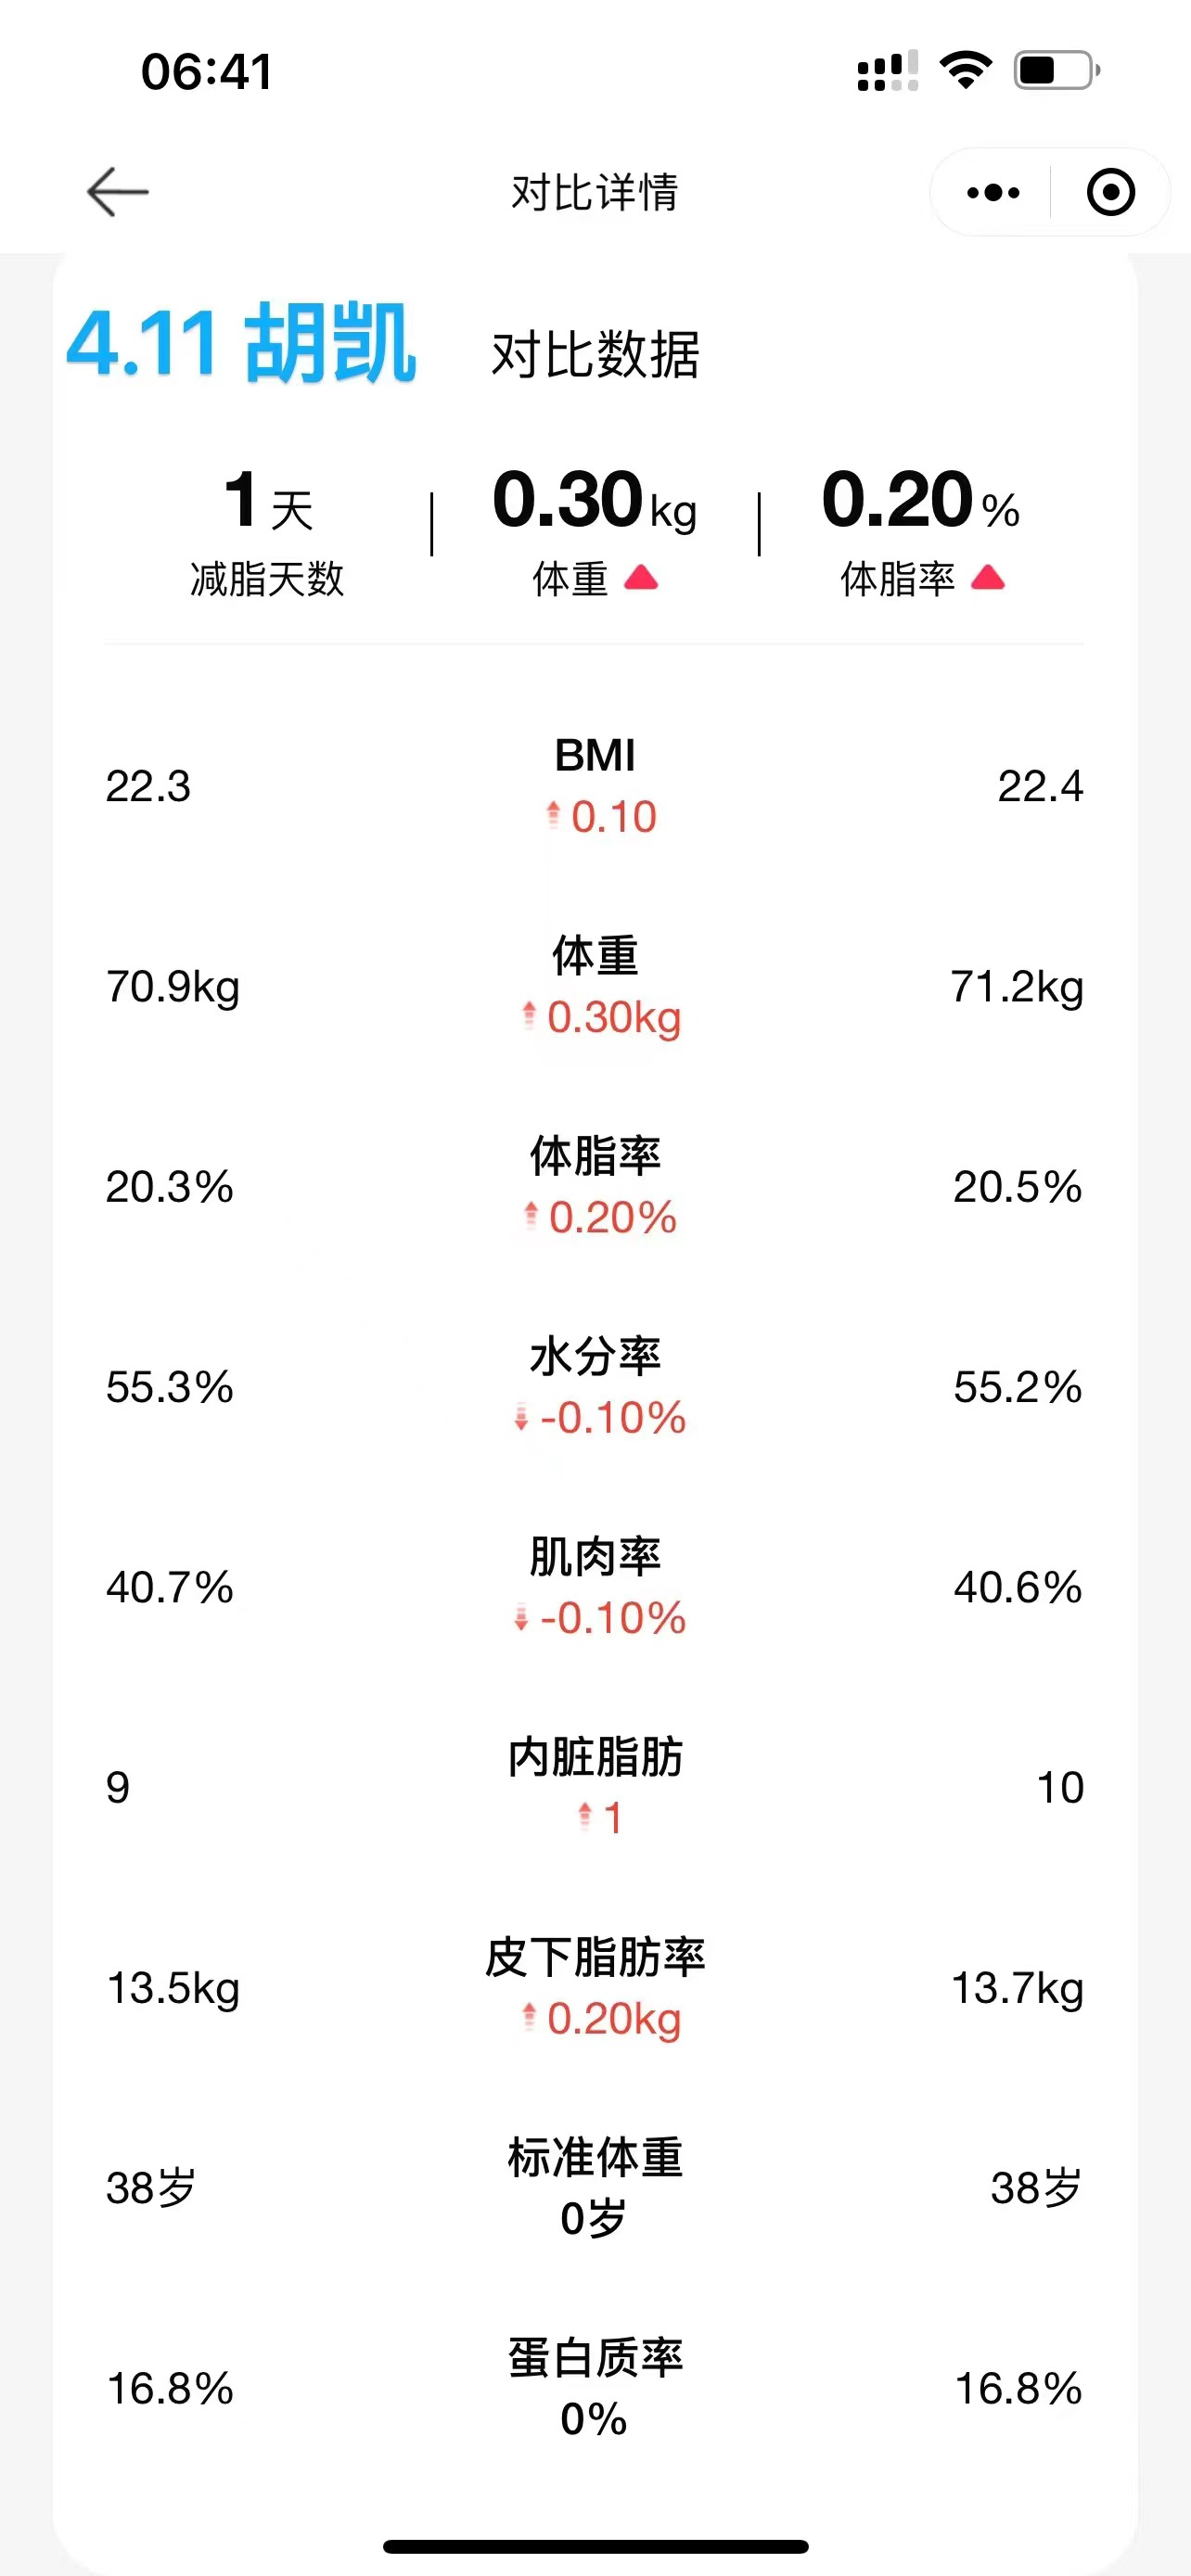 06:41
对比详情
4.11 胡凯
对比数据
1天 0.30kg 0.20%
减脂天数 体重 体脂率
BMI
22.3 22.4
0.10
体重
70.9kg 71.2kg
0.30kg
体脂率
20.3% 20.5%
0.20%
水分率
55.3% 55.2%
-0.10%
肌肉率
40.7% 40.6%
-0.10%
内脏脂肪
9 10
1
皮下脂肪率
13.5kg 13.7kg
0.20kg
标准体重
38岁 38岁
0岁
蛋白质率
16.8% 16.8%
0%